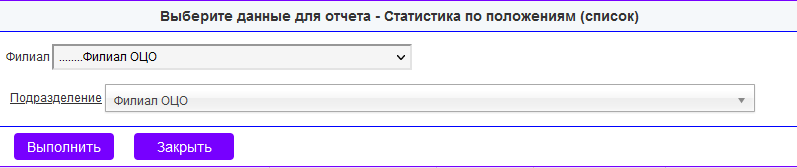 Выберите данные для отчета - Статистика по положениям (список)
Филиал ........Филиал ОЦО
Подразделение Филиал ОЦО
Выполнить Закрыть